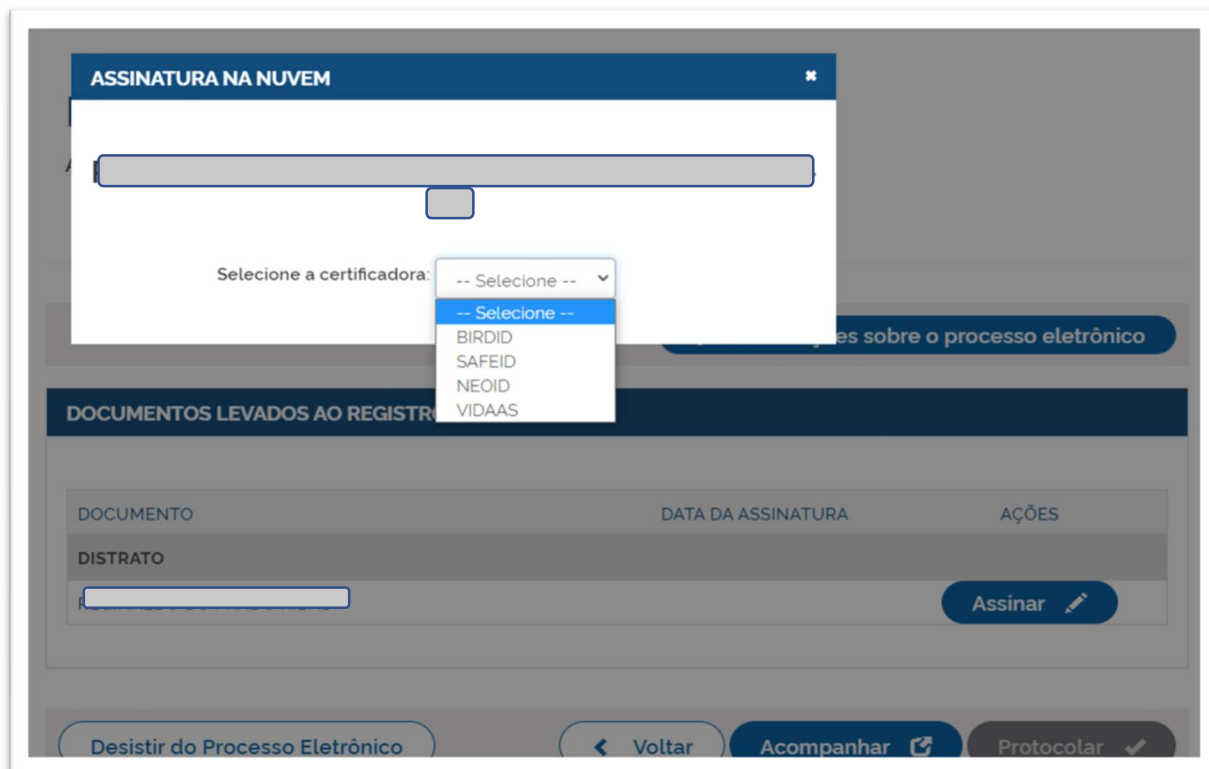 ASSINATURA NA NUVEM
Selecione a certificadora: -- Selecione --
-- Selecione --
BIRDID
SAFEID
NEOID
VIDAAS
es sobre o processo eletrônico
DOCUMENTOS LEVADOS AO REGISTRO
DOCUMENTO DATA DA ASSINATURA AÇÕES
DISTRATO
Assinar
Desistir do Processo Eletrônico Voltar Acompanhar Protocolar